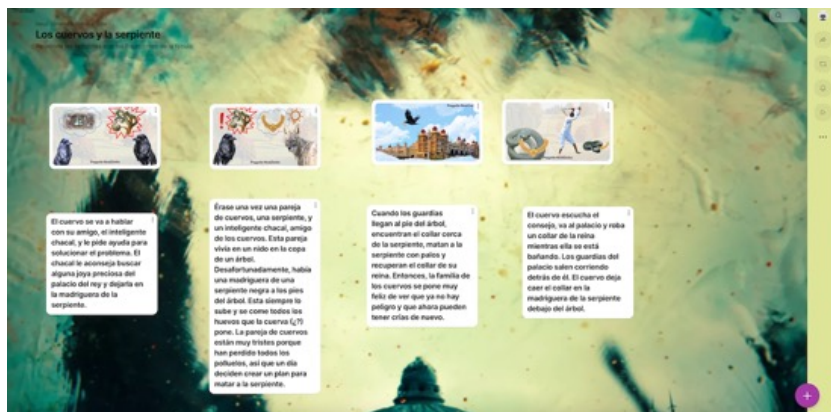 Los cuervos y la serpiente
El cuervo se va a hablar
con su amigo, el inteligente
chacal, y le pide ayuda para
solucionar el problema. El
chacal le aconseja buscar
alguna joya preciosa del
palacio del rey y dejarla en
la madriguera de la
serpiente.
Érase una vez una pareja
de cuervos, una serpiente, y
un inteligente chacal, amigo
de los cuervos. Esta pareja
vivía en un nido en la copa
de un árbol.
Desafortunadamente, había
una madriguera de una
serpiente negra a los pies
del árbol. Esta siempre lo
sube y se come todos los
huevos que la cuerva (¿?)
pone. La pareja de cuervos
están muy tristes porque
han perdido todos los
polluelos, así que un día
deciden crear un plan para
matar a la serpiente.
Cuando los guardias
llegan al pie del árbol,
encuentran el collar cerca
de la serpiente, matan a la
serpiente con palos y
recuperan el collar de su
reina. Entonces, la familia de
los cuervos se pone muy
feliz de ver que ya no hay
peligro y que ahora pueden
tener crías de nuevo.
El cuervo escucha el
consejo, va al palacio y roba
un collar de la reina
mientras ella se está
bañando. Los guardias del
palacio salen corriendo
detrás de él. El cuervo deja
caer el collar en la
madriguera de la serpiente
debajo del árbol.